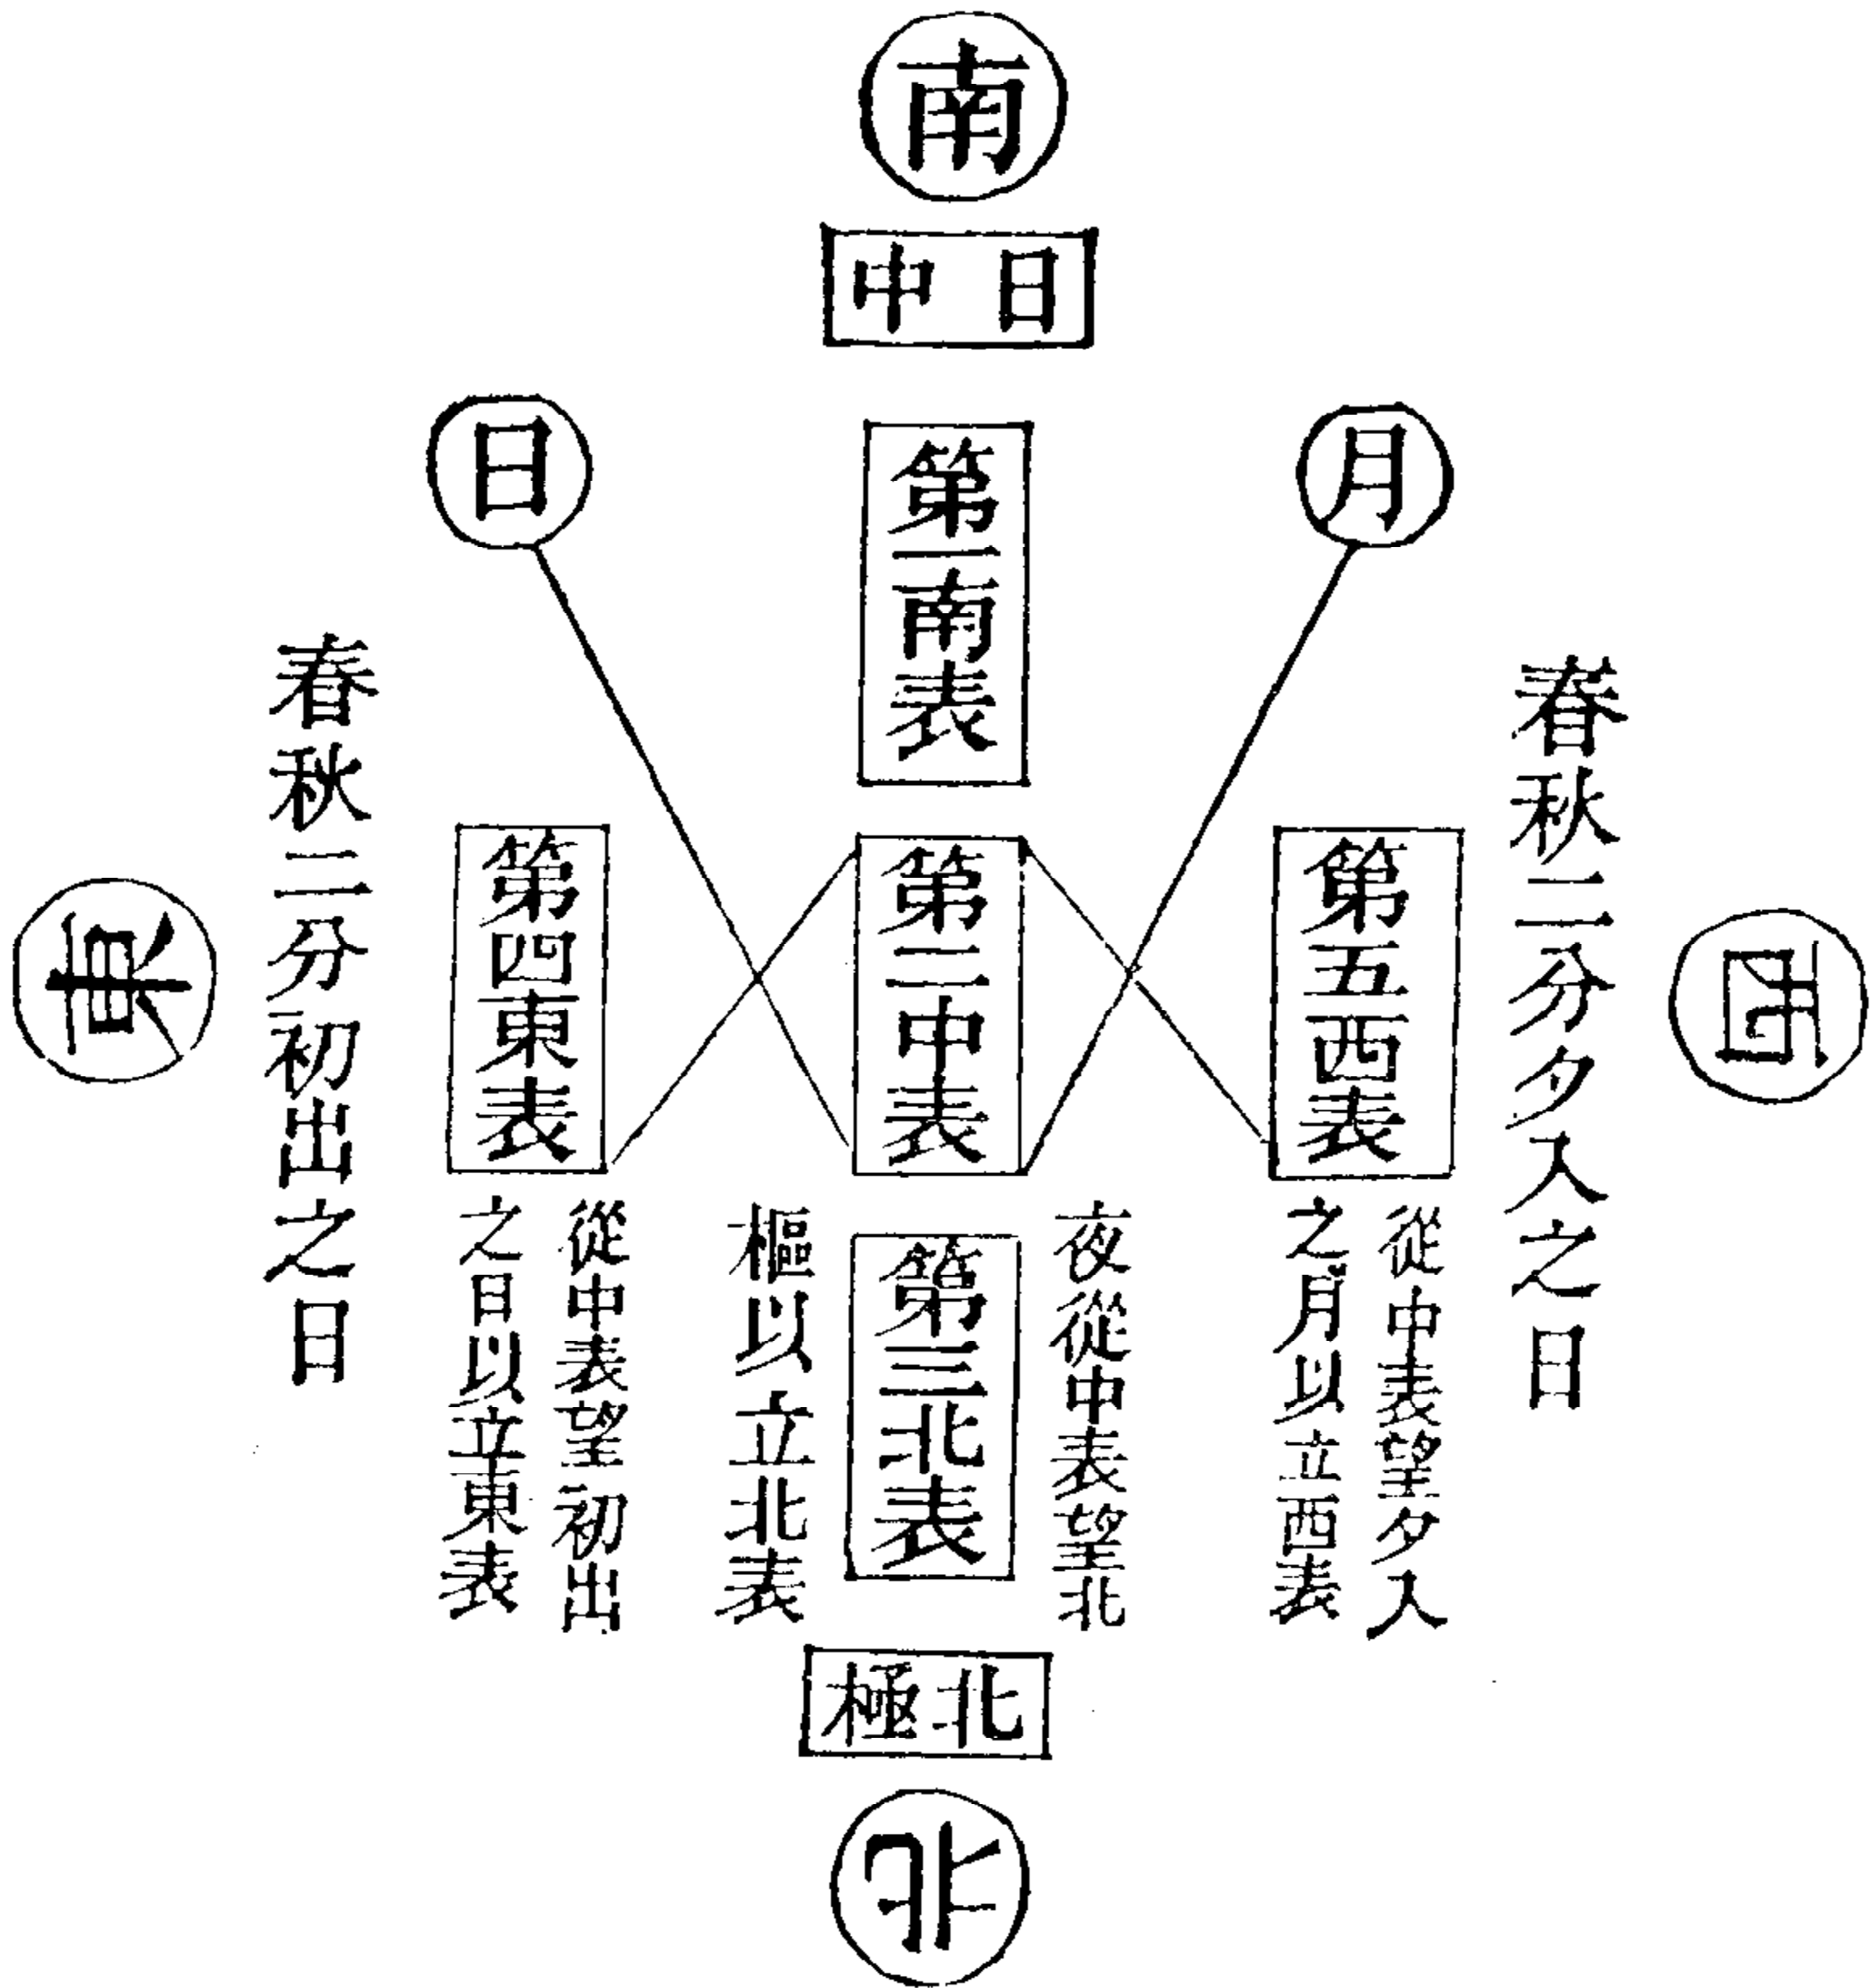 南
日中
月
日
第一南表
春秋二分夕入之日
西
第五西表
第二中表
第四東表
春秋二分初出之日
東
從中表望夕入
之月以立西表
夜從中表望北
第三北表
樞以立北表
從中表望初出
之日以立東表
北極
北